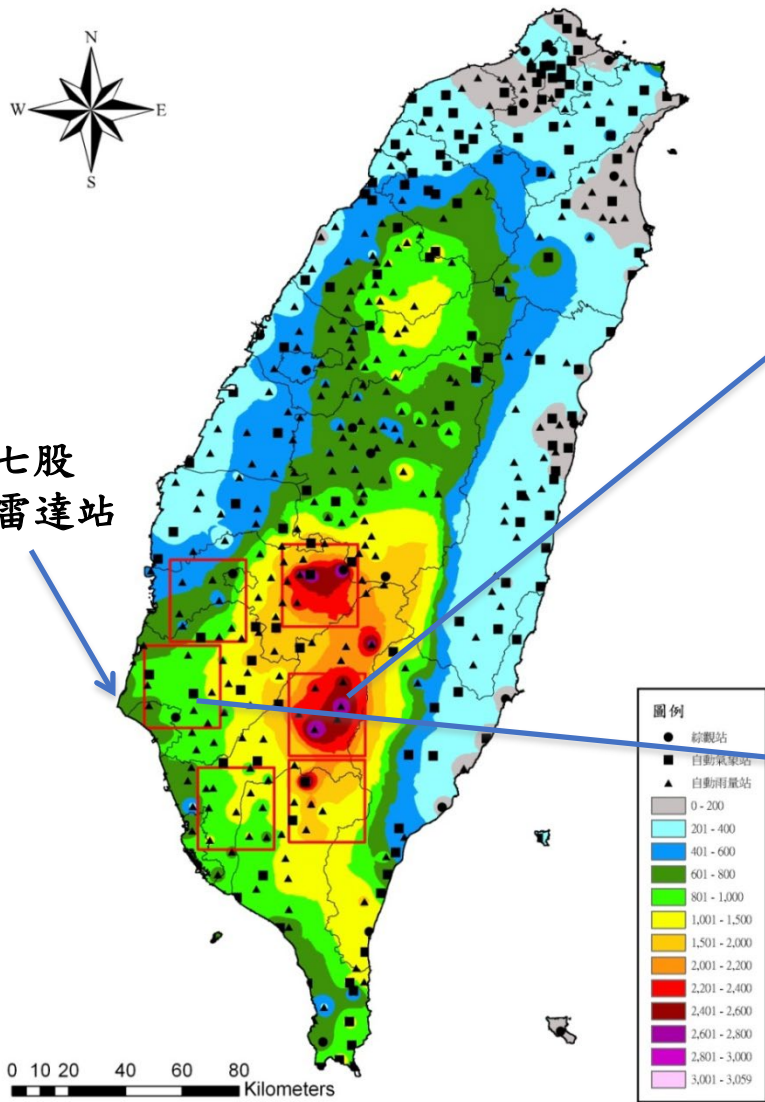 N
W
E
S
七股
雷達站
圖例
綜觀站
自動氣象站
自動雨量站
0 - 200
201 - 400
401 - 600
601 - 800
801 - 1,000
1,001 - 1,500
1,501 - 2,000
2,001 - 2,200
2,201 - 2,400
2,401 - 2,600
2,601 - 2,800
2,801 - 3,000
3,001 - 3,059
0 10 20 40 60 80
Kilometers